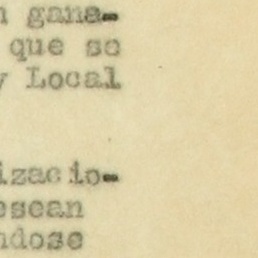 n gana-
que se
y Local
izacio-
esean
ndose